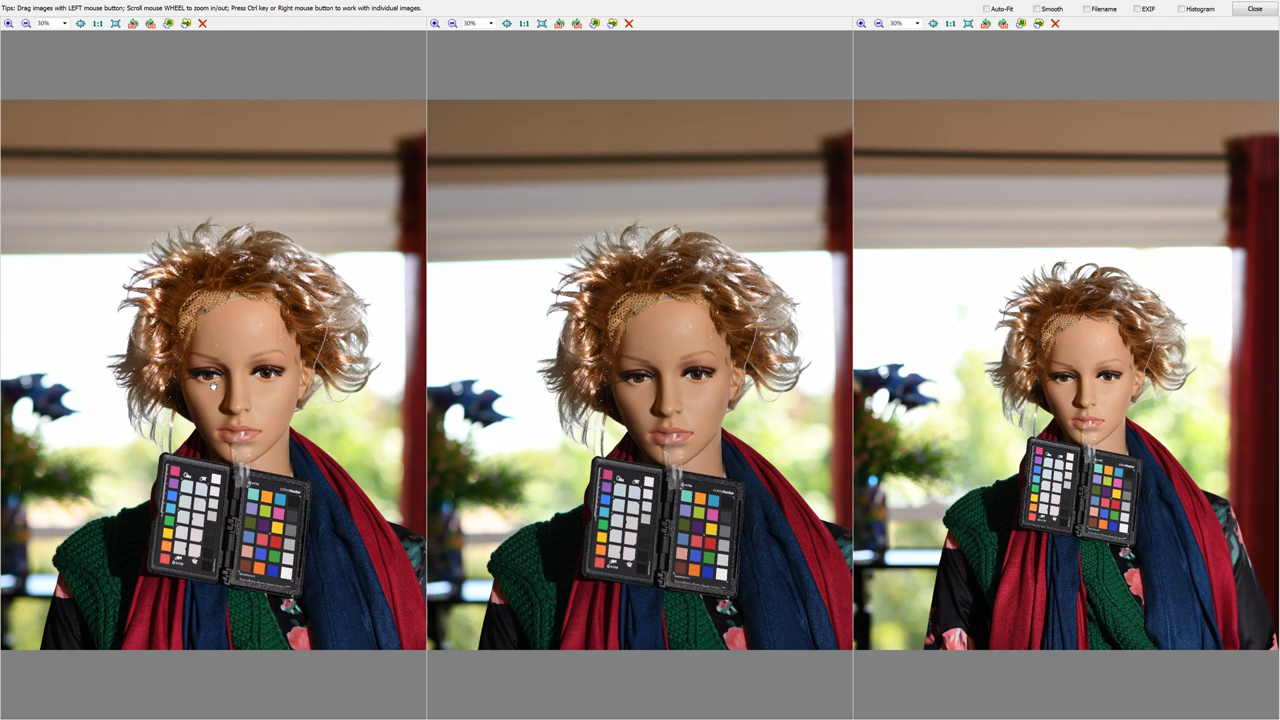 Tips: Drag images with LEFT mouse button; Scroll mouse WHEEL to zoom in/out; Press Ctrl key or Right mouse button to work with individual images.
Auto-Fit
Smooth
Filename
EXIF
Histogram
Close
30%
1:1
30%
1:1
30%
1:1